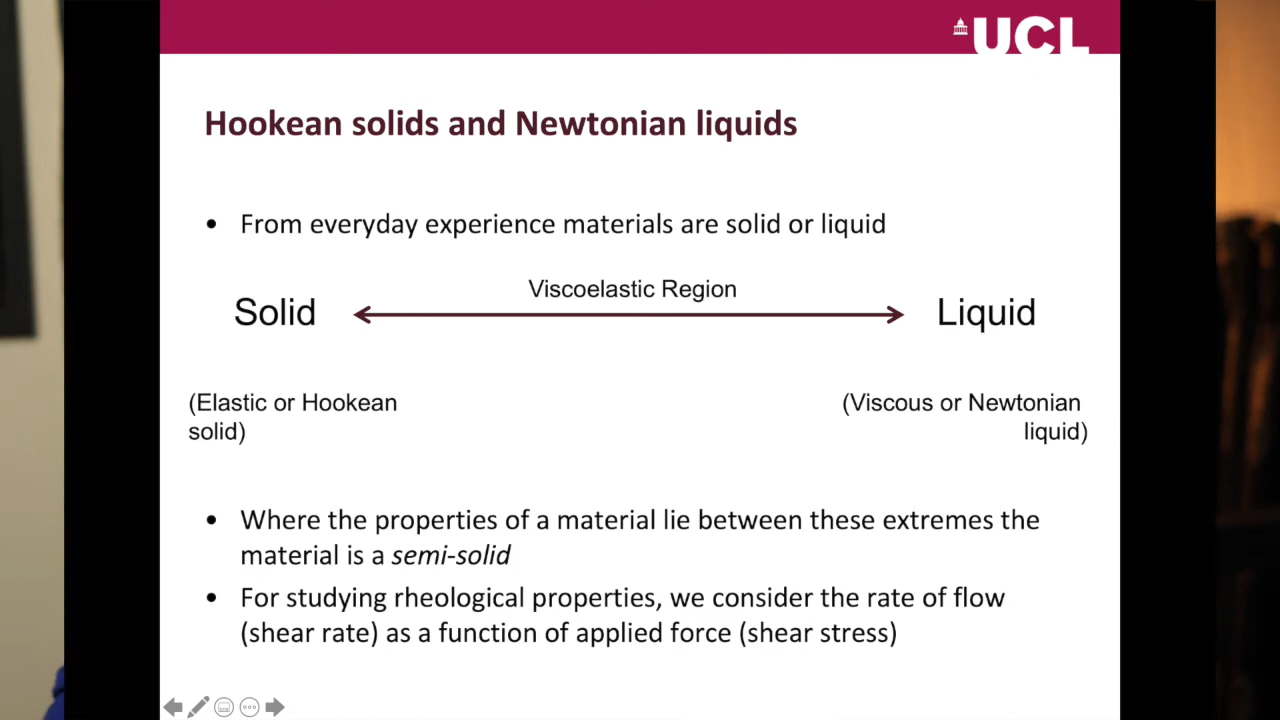 UCL
Hookean solids and Newtonian liquids
• From everyday experience materials are solid or liquid
Viscoelastic Region
Solid
Liquid
(Elastic or Hookean
solid)
(Viscous or Newtonian
liquid)
• Where the properties of a material lie between these extremes the
material is a semi-solid
• For studying rheological properties, we consider the rate of flow
(shear rate) as a function of applied force (shear stress)